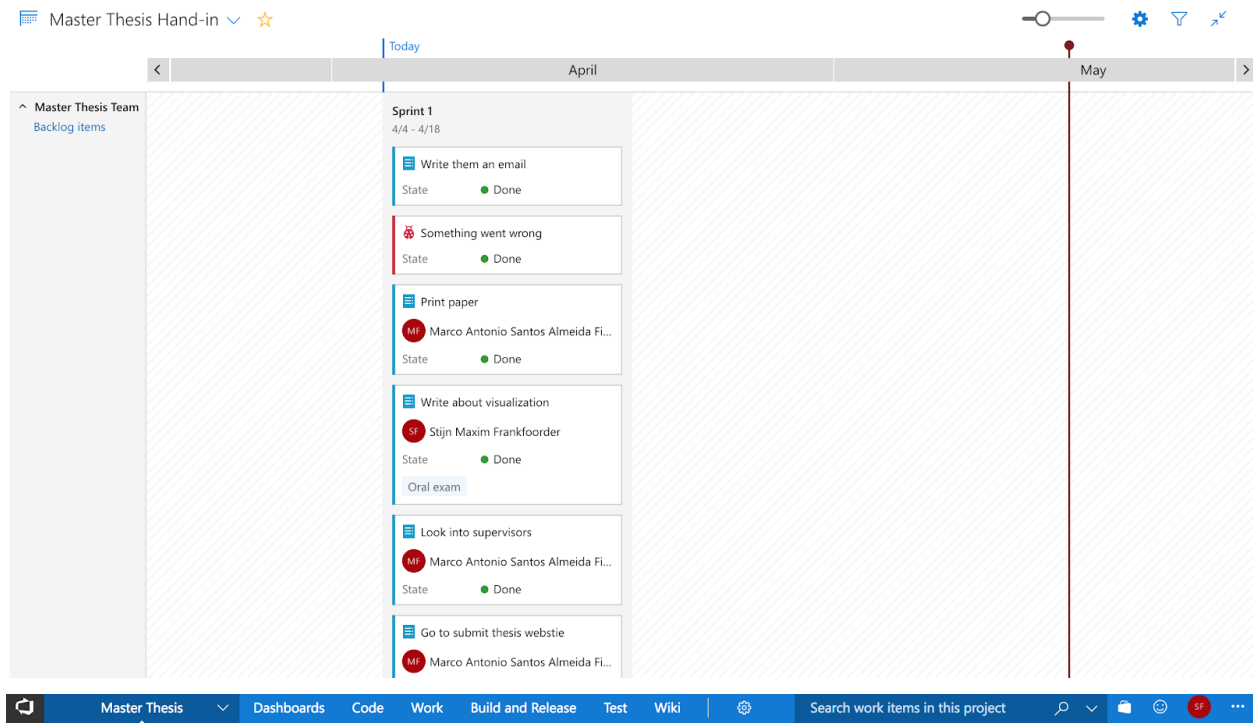 Master Thesis Hand-in
Today
April
May
Master Thesis Team
Backlog items
Sprint 1
4/4 - 4/18
Write them an email
State Done
Something went wrong
State Done
Print paper
MF Marco Antonio Santos Almeida Fi...
State Done
Write about visualization
SF Stijn Maxim Frankfoorder
State Done
Oral exam
Look into supervisors
MF Marco Antonio Santos Almeida Fi...
State Done
Go to submit thesis webstie
MF Marco Antonio Santos Almeida Fi...
Master Thesis Dashboards Code Work Build and Release Test Wiki Search work items in this project SF